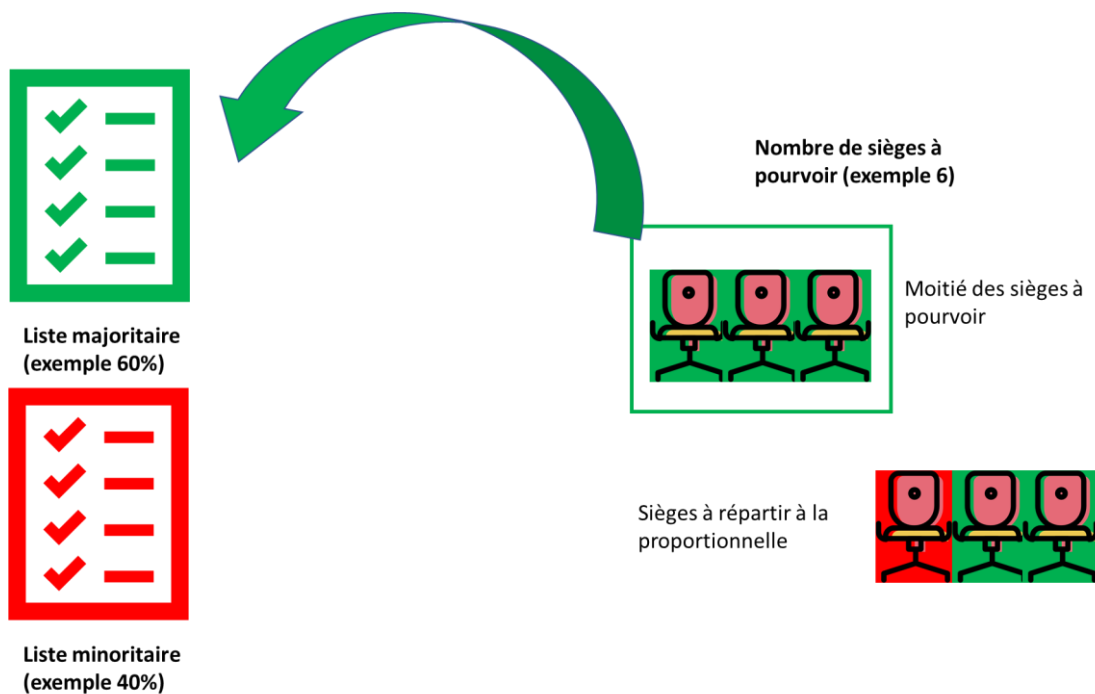 Nombre de sièges à
pourvoir (exemple 6)
Moitié des sièges à
pourvoir
Liste majoritaire
(exemple 60%)
Sièges à répartir à la
proportionnelle
Liste minoritaire
(exemple 40%)